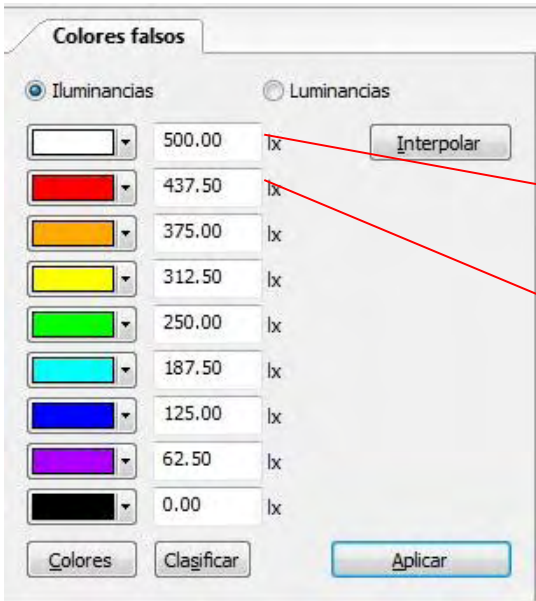 Colores falsos
Iluminancias Luminancias
500.00 lx Interpolar
437.50 lx
375.00 lx
312.50 lx
250.00 lx
187.50 lx
125.00 lx
62.50 lx
0.00 lx
Colores Clasificar Aplicar